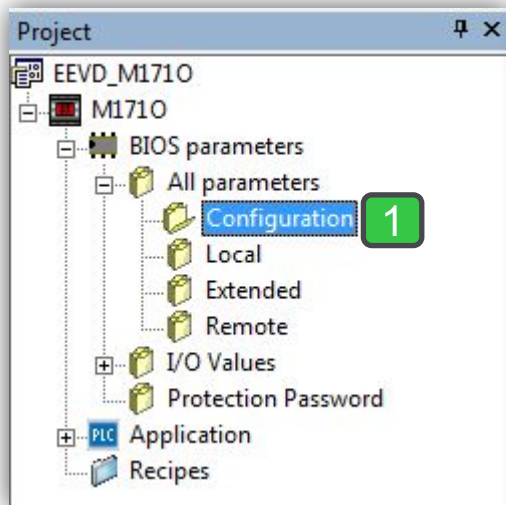 Project
EEVD_M171O
M171O
BIOS parameters
All parameters
Configuration 1
Local
Extended
Remote
I/O Values
Protection Password
PLC Application
Recipes